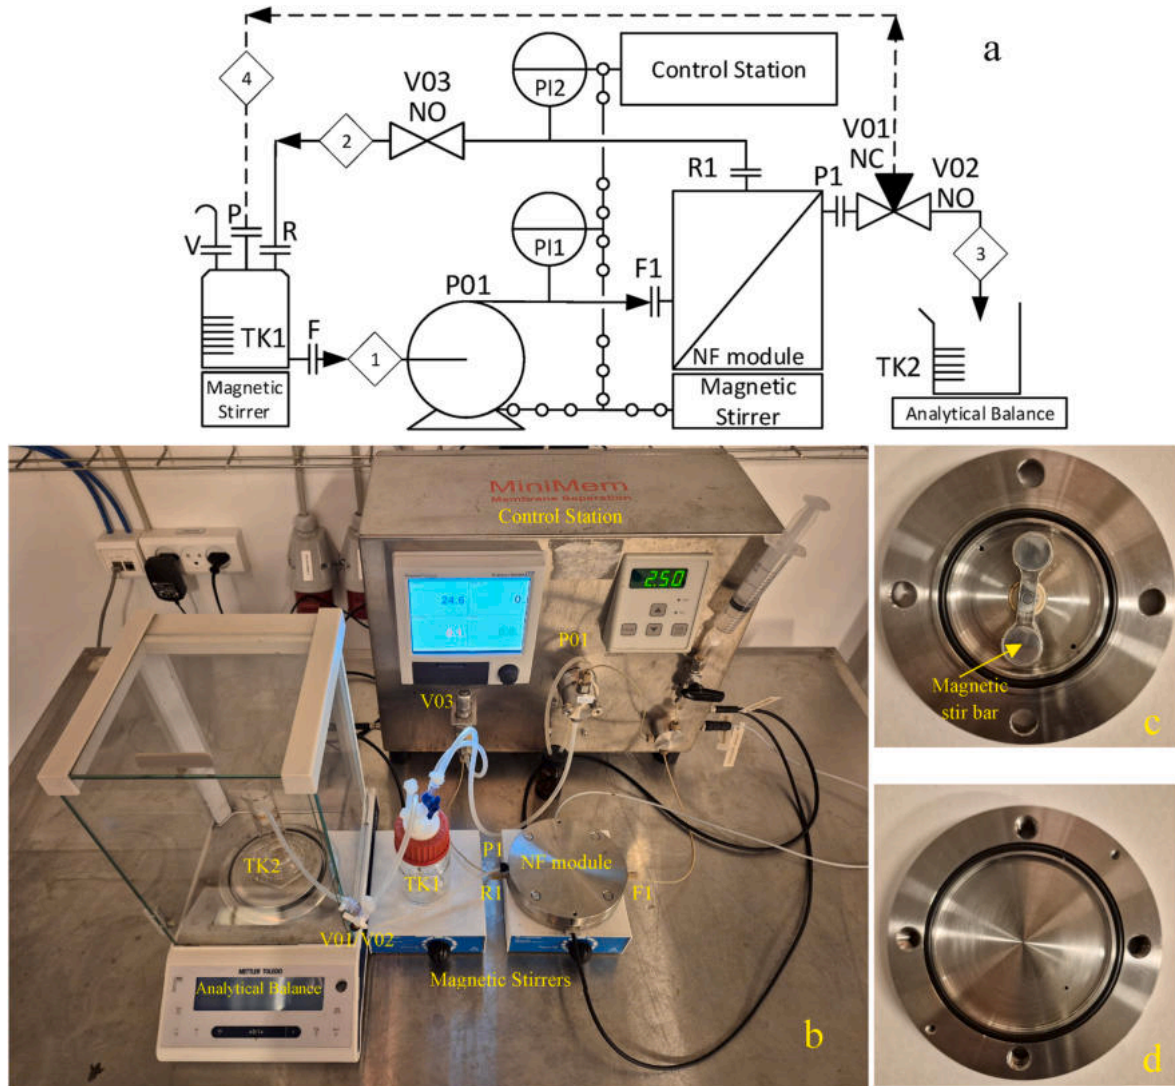 a
4
V03
NO
PI2
Control Station
2
V01
NC
V02
NO
R1
P1
P
V
R
PI1
F1
3
P01
TK1
F
1
NF module
TK2
Magnetic
Stirrer
Magnetic
Stirrer
Analytical Balance
MiniMem
Membrane Separation
Control Station
24.6
0.
2.50
P01
V03
TK2
P1
NF module
TK1
R1
F1
V01
V02
METTLER TOLEDO
Analytical Balance
Magnetic Stirrers
b
Magnetic
stir bar
c
d